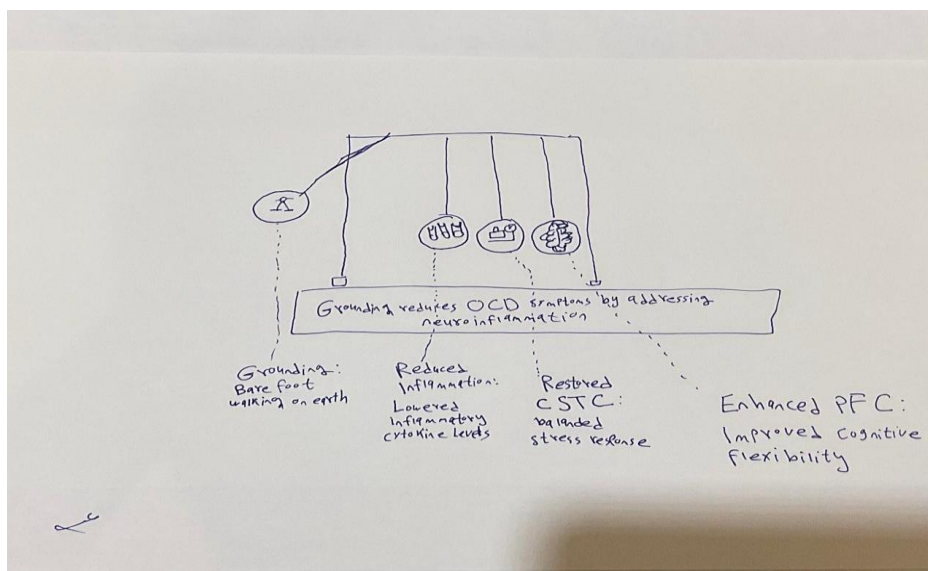 Grounding reduces OCD symptoms by addressing
neuroinflammation
Grounding:
Bare foot
walking on earth
Reduced
Inflammation:
Lowered
Inflammatory
cytokine levels
Restored
CSTC:
balanded
stress response
Enhanced PFC:
Improved Cognitive
flexibility